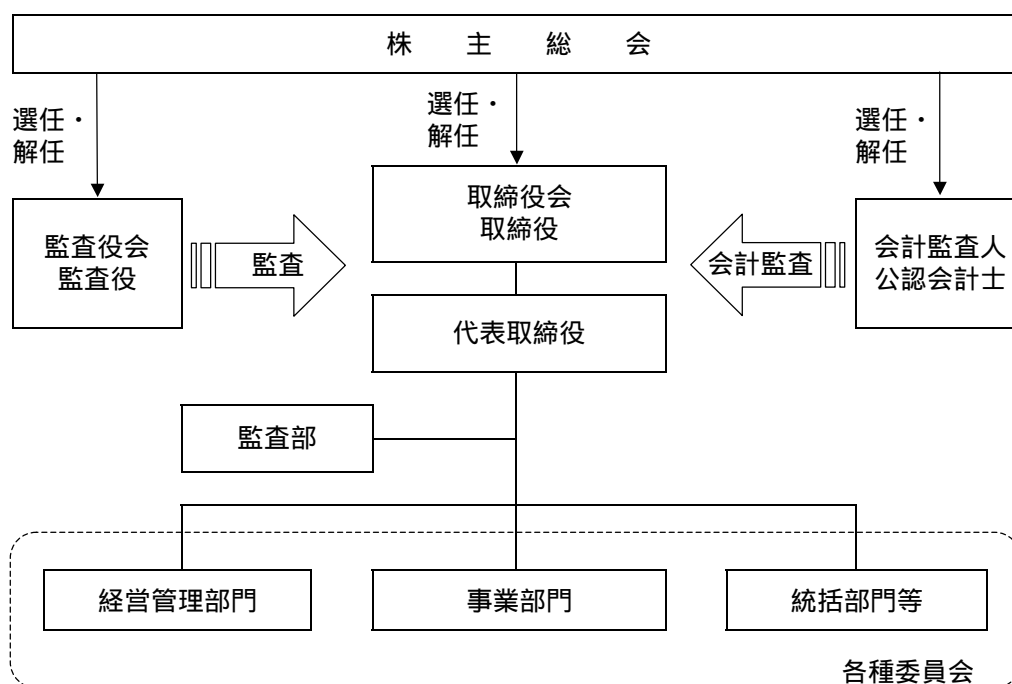 株主総会
選任・
解任
選任・
解任
選任・
解任
取締役会
取締役
監査役会
監査役
監査
会計監査
会計監査人
公認会計士
代表取締役
監査部
経営管理部門
事業部門
統括部門等
各種委員会